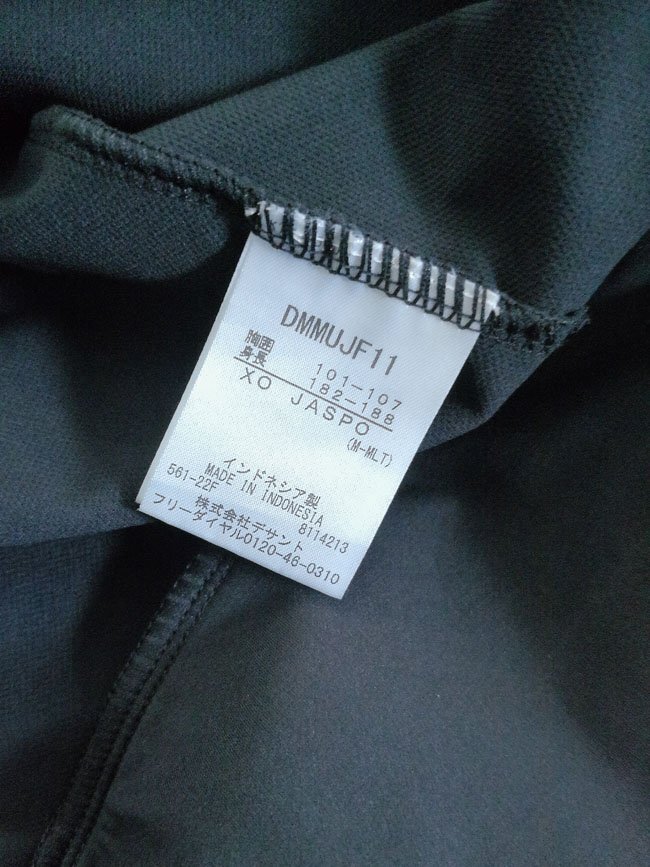 DMMUJF11
胸囲 101-107
身長 182-188
XO JASPO
(M-MLT)
インドネシア製
MADE IN INDONESIA
561-22F 8114213
株式会社デサント
フリーダイヤル0120-46-0310